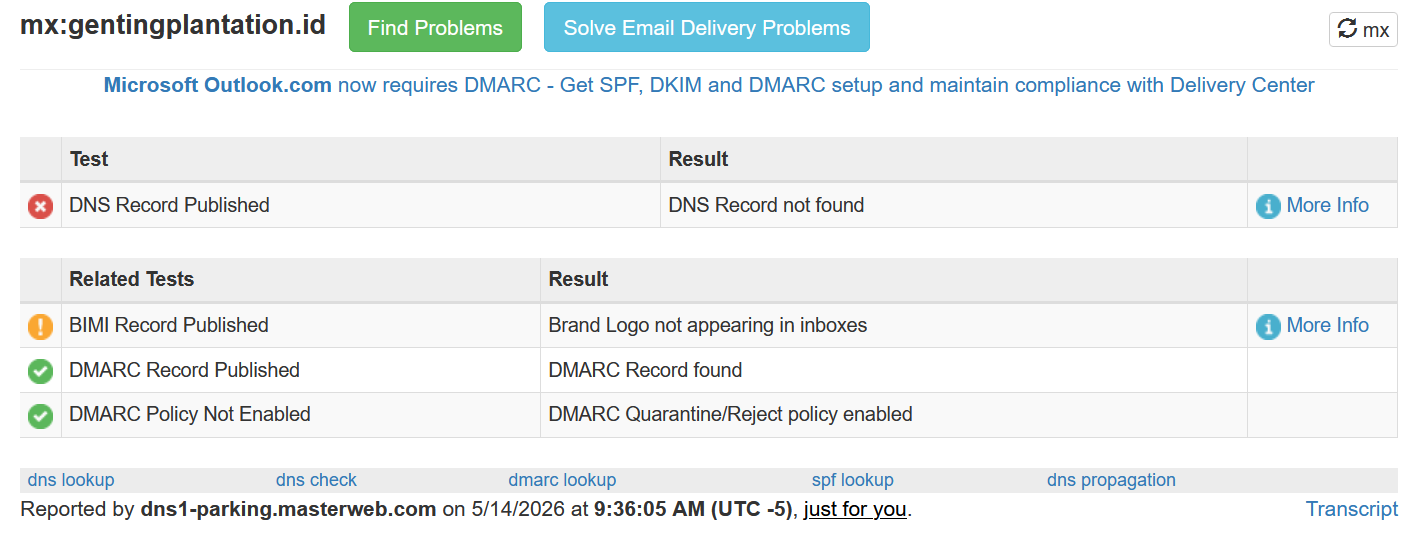 mx:gentingplantation.id Find Problems Solve Email Delivery Problems mx
Microsoft Outlook.com now requires DMARC - Get SPF, DKIM and DMARC setup and maintain compliance with Delivery Center
Test Result
DNS Record Published DNS Record not found More Info
Related Tests Result
BIMI Record Published Brand Logo not appearing in inboxes More Info
DMARC Record Published DMARC Record found
DMARC Policy Not Enabled DMARC Quarantine/Reject policy enabled
dns lookup dns check dmarc lookup spf lookup dns propagation
Reported by dns1-parking.masterweb.com on 5/14/2026 at 9:36:05 AM (UTC -5), just for you. Transcript